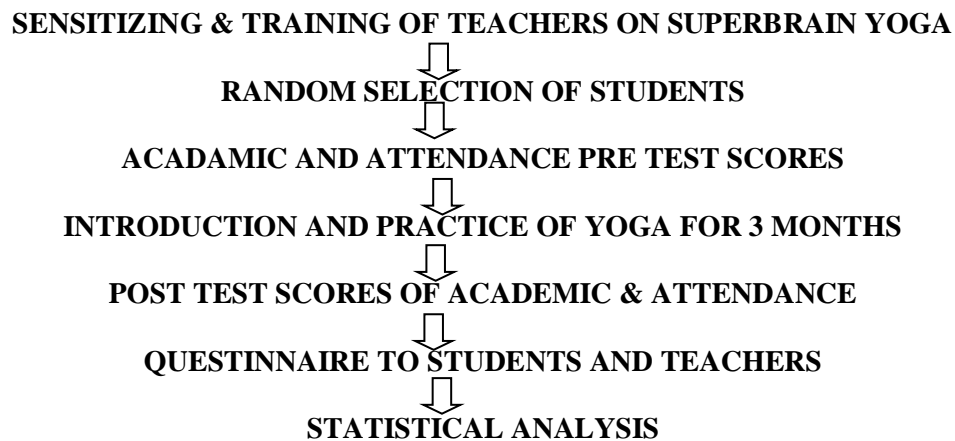 SENSITIZING & TRAINING OF TEACHERS ON SUPERBRAIN YOGA
RANDOM SELECTION OF STUDENTS
ACADAMIC AND ATTENDANCE PRE TEST SCORES
INTRODUCTION AND PRACTICE OF YOGA FOR 3 MONTHS
POST TEST SCORES OF ACADEMIC & ATTENDANCE
QUESTINNAIRE TO STUDENTS AND TEACHERS
STATISTICAL ANALYSIS